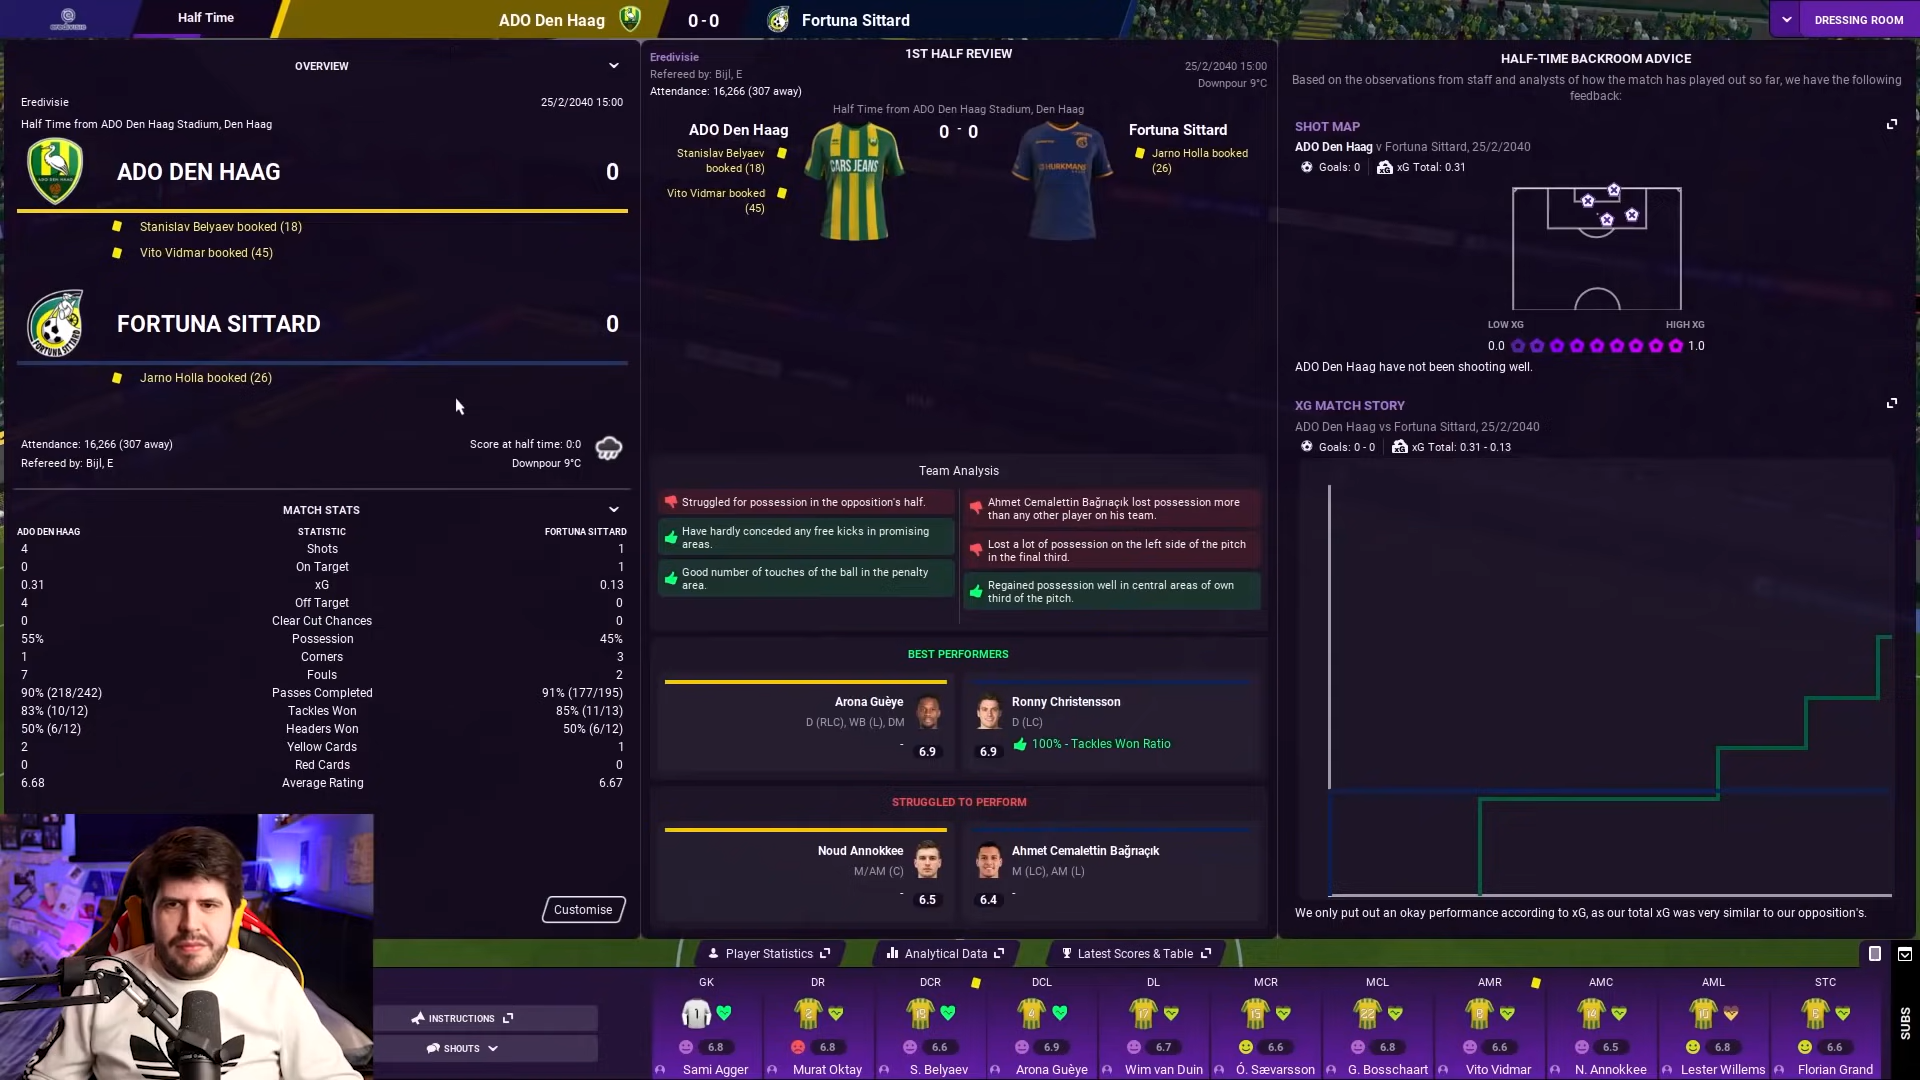 Half Time
ADO Den Haag
0 - 0
Fortuna Sittard
DRESSING ROOM
OVERVIEW
Eredivisie
25/2/2040 15:00
Half Time from ADO Den Haag Stadium, Den Haag
ADO DEN HAAG
0
Stanislav Belyaev booked (18)
Vito Vidmar booked (45)
FORTUNA SITTARD
0
Jarno Holla booked (26)
Attendance: 16,266 (307 away)
Score at half time: 0:0
Refereed by: Bijl, E
Downpour 9°C
MATCH STATS
ADO DEN HAAG STATISTIC FORTUNA SITTARD
4 Shots 1
0 On Target 1
0.31 xG 0.13
4 Off Target 0
0 Clear Cut Chances 0
55% Possession 45%
1 Corners 3
7 Fouls 2
90% (218/242) Passes Completed 91% (177/195)
83% (10/12) Tackles Won 85% (11/13)
50% (6/12) Headers Won 50% (6/12)
2 Yellow Cards 1
0 Red Cards 0
6.68 Average Rating 6.67
Customise
1ST HALF REVIEW
Eredivisie
Refereed by: Bijl, E
Attendance: 16,266 (307 away)
25/2/2040 15:00
Downpour 9°C
Half Time from ADO Den Haag Stadium, Den Haag
ADO Den Haag
0 - 0
Fortuna Sittard
Stanislav Belyaev
booked (18)
Vito Vidmar booked
(45)
CARS JEANS
HURKMANS
Jarno Holla booked
(26)
Team Analysis
Struggled for possession in the opposition's half.
Have hardly conceded any free kicks in promising
areas.
Good number of touches of the ball in the penalty
area.
Ahmet Cemalettin Bağrıaçık lost possession more
than any other player on his team.
Lost a lot of possession on the left side of the pitch
in the final third.
Regained possession well in central areas of own
third of the pitch.
BEST PERFORMERS
Arona Guèye
D (RLC), WB (L), DM
-
6.9
Ronny Christensson
D (LC)
100% - Tackles Won Ratio
6.9
STRUGGLED TO PERFORM
Noud Annokkee
M/AM (C)
-
6.5
Ahmet Cemalettin Bağrıaçık
M (LC), AM (L)
-
6.4
HALF-TIME BACKROOM ADVICE
Based on the observations from staff and analysts of how the match has played out so far, we have the following
feedback:
SHOT MAP
ADO Den Haag v Fortuna Sittard, 25/2/2040
Goals: 0
xG Total: 0.31
LOW XG
HIGH XG
0.0
1.0
ADO Den Haag have not been shooting well.
XG MATCH STORY
ADO Den Haag vs Fortuna Sittard, 25/2/2040
Goals: 0 - 0
xG Total: 0.31 - 0.13
We only put out an okay performance according to xG, as our total xG was very similar to our opposition's.
Player Statistics
Analytical Data
Latest Scores & Table
INSTRUCTIONS
SHOUTS
GK DR DCR DCL DL MCR MCL AMR AMC AML STC
1 2 19 4 17 15 22 8 14 10
6.8 6.8 6.6 6.9 6.7 6.6 6.8 6.6 6.5 6.8 6.6
Sami Agger Murat Oktay S. Belyaev Arona Guèye Wim van Duin Ó. Sævarsson G. Bosschaart Vito Vidmar N. Annokkee Lester Willems Florian Grand
SUBS